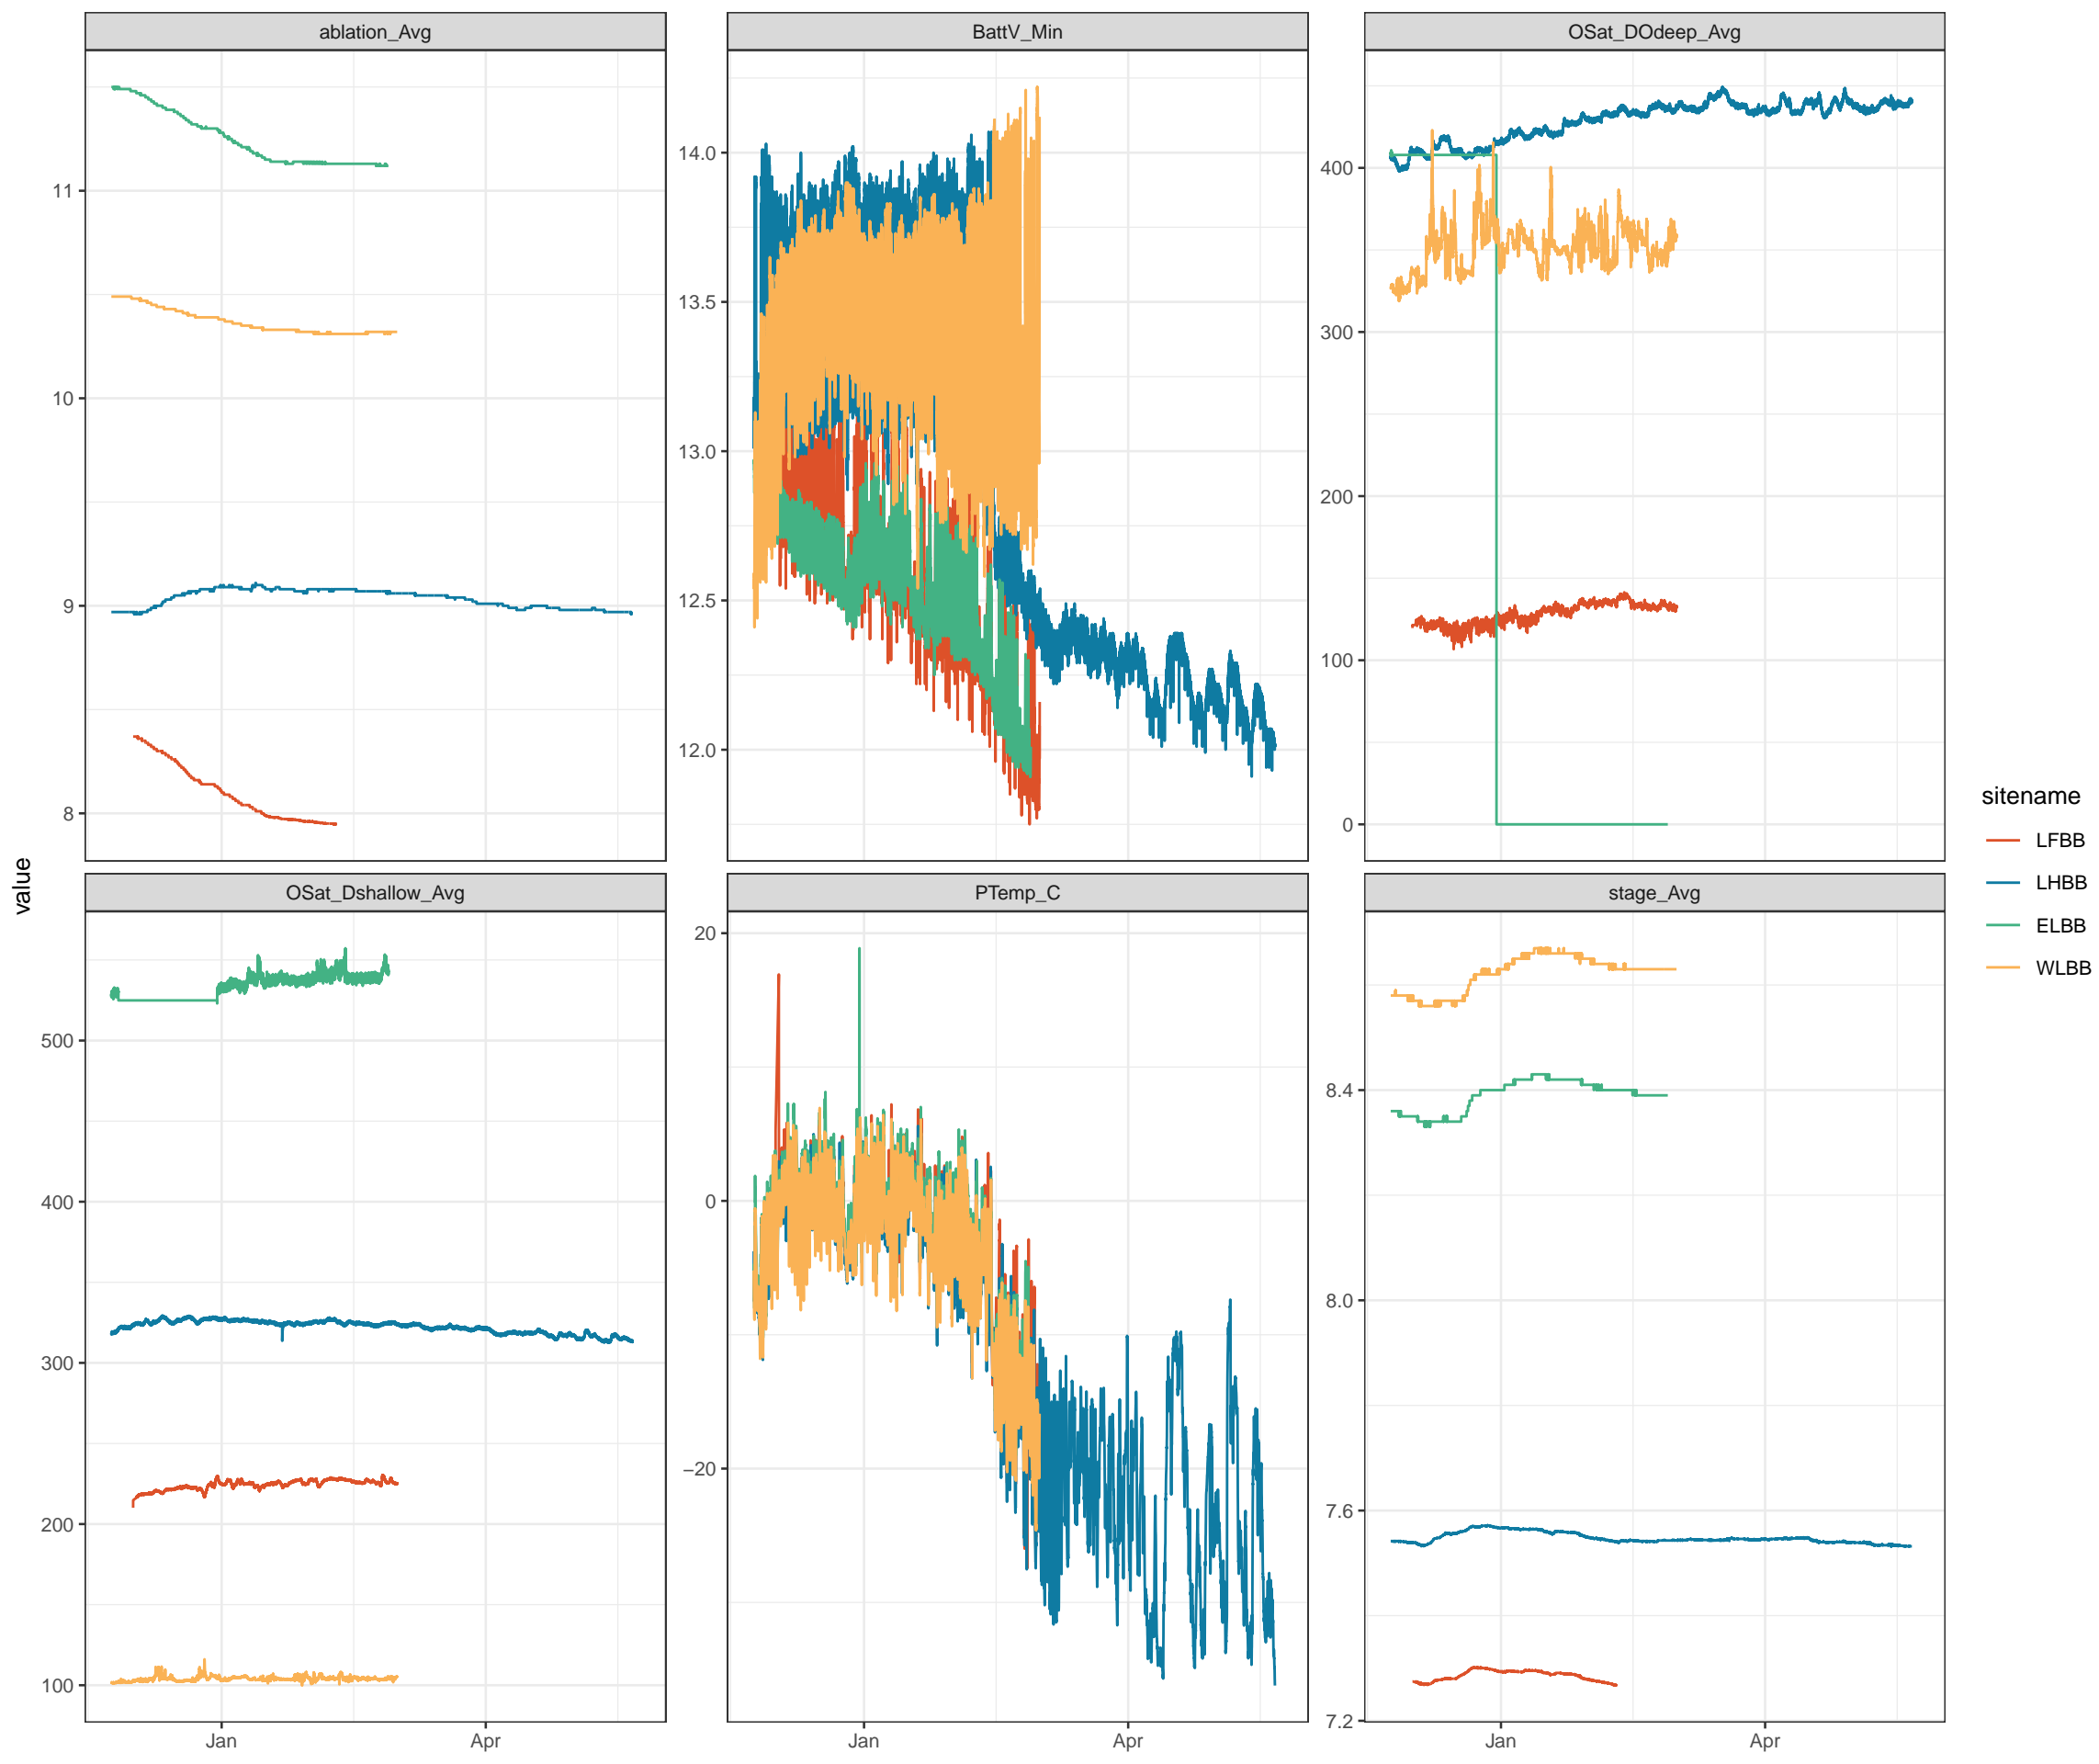 ablation_Avg
BattV_Min
OSat_DOdeep_Avg
11
10
9
8
14.0
13.5
13.0
12.5
12.0
400
300
200
100
0
value
OSat_Dshallow_Avg
PTemp_C
stage_Avg
500
400
300
200
100
20
0
−20
8.4
8.0
7.6
7.2
Jan
Apr
Jan
Apr
Jan
Apr
sitename
LFBB
LHBB
ELBB
WLBB